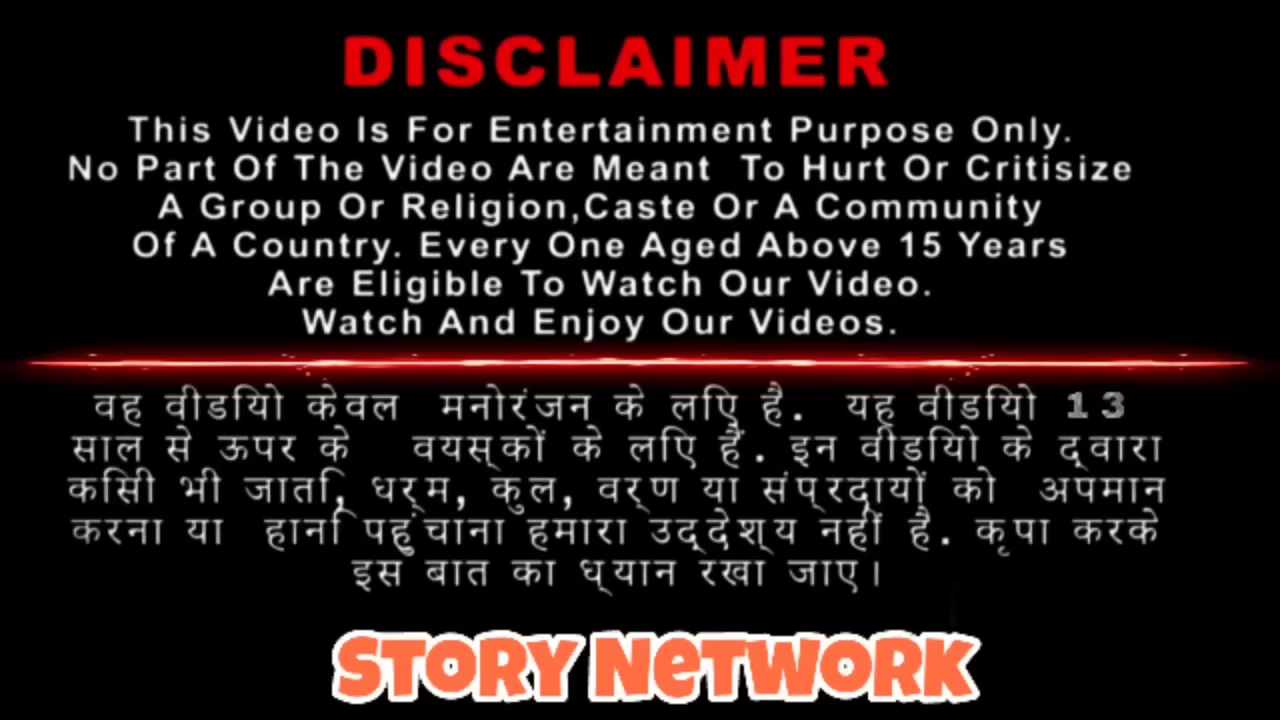 DISCLAIMER
This Video Is For Entertainment Purpose Only.
No Part Of The Video Are Meant To Hurt Or Critisize
A Group Or Religion,Caste Or A Community
Of A Country. Every One Aged Above 15 Years
Are Eligible To Watch Our Video.
Watch And Enjoy Our Videos.
वह वीडियो केवल मनोरंजन के लिए है. यह वीडियो 13
साल से ऊपर के वयस्कों के लिए हैं. इन वीडियो के द्वारा
किसी भी जाति, धर्म, कुल, वर्ण या संप्रदायों को अपमान
करना या हानि पहुंचाना हमारा उद्देश्य नहीं है. कृपा करके
इस बात का ध्यान रखा जाए।
STORY NeTWORK